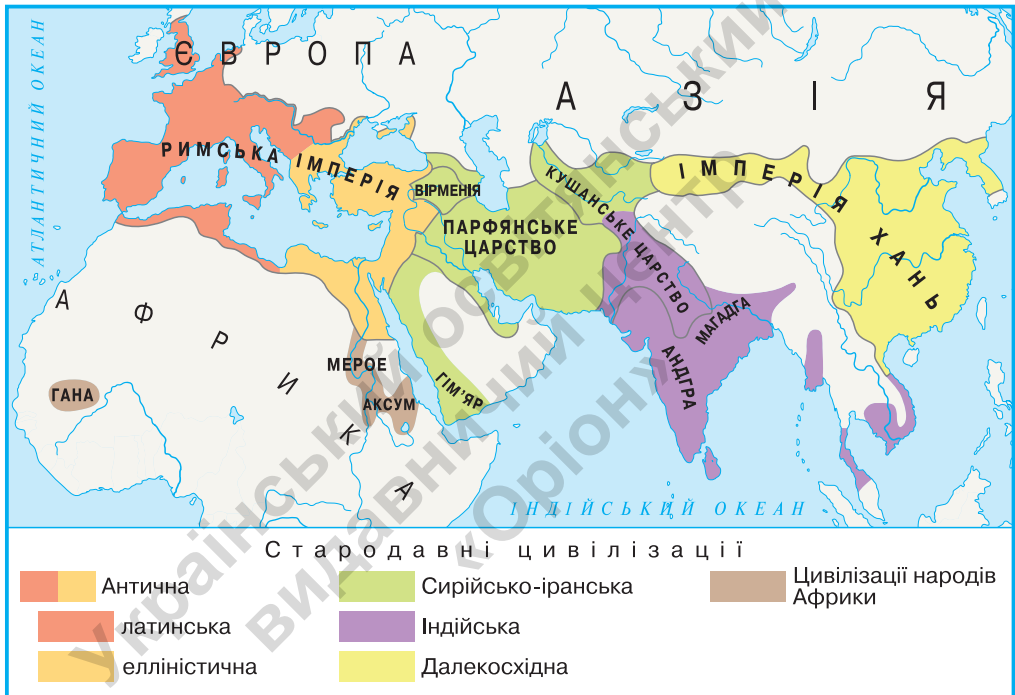 АТЛАНТИЧНИЙ ОКЕАН
ЄВРОПА
АЗІЯ
РИМСЬКА ІМПЕРІЯ
ВІРМЕНІЯ
ПАРФЯНСЬКЕ
ЦАРСТВО
КУШАНСЬКЕ ЦАРСТВО
ІМПЕРІЯ ХАНЬ
МАГАДГА
АНДГРА
АФРИКА
ГАНА
МЕРОЕ
АКСУМ
ГІМ’ЯР
ІНДІЙСЬКИЙ ОКЕАН
Український освітянський
видавничий центр
«Оріон»
Стародавні цивілізації
Антична
латинська
елліністична
Сирійсько-іранська
Індійська
Далекосхідна
Цивілізації народів
Африки